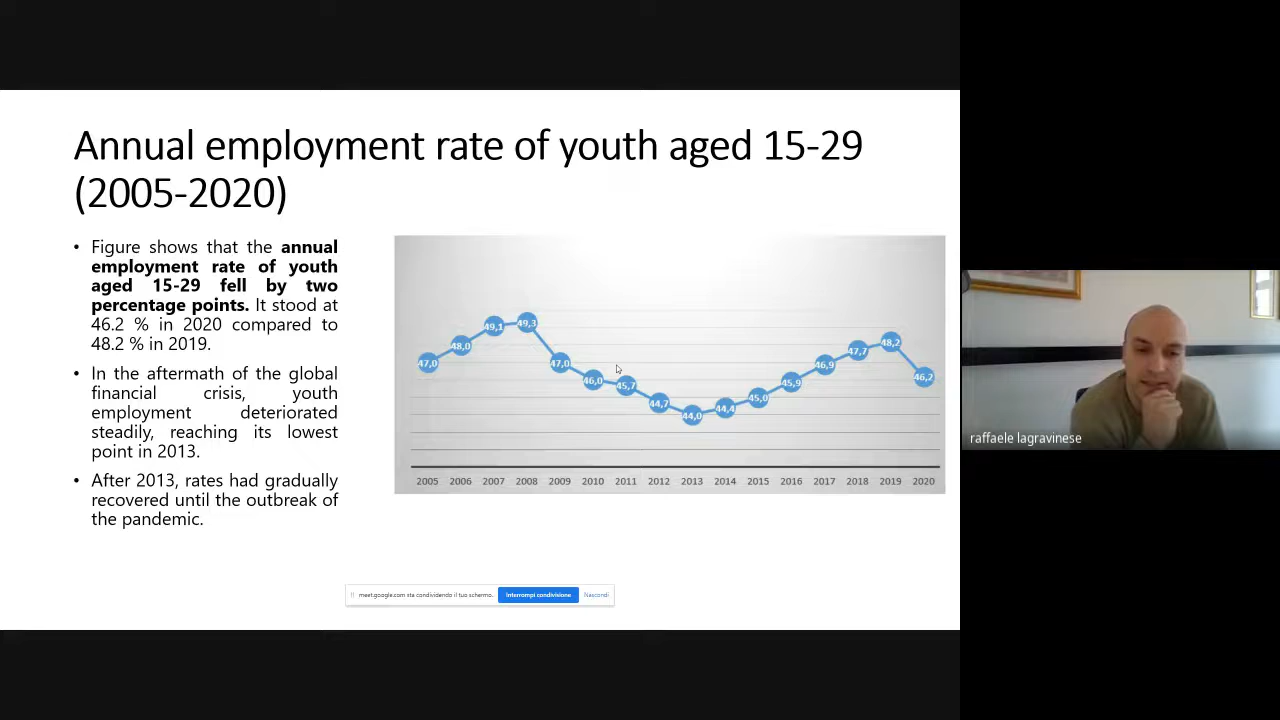 Annual employment rate of youth aged 15-29
(2005-2020)
• Figure shows that the annual
employment rate of youth
aged 15-29 fell by two
percentage points. It stood at
46.2 % in 2020 compared to
48.2 % in 2019.
• In the aftermath of the global
financial crisis, youth
employment deteriorated
steadily, reaching its lowest
point in 2013.
• After 2013, rates had gradually
recovered until the outbreak of
the pandemic.
47,0 48,0 49,1 49,3 47,0 46,0 45,7 44,7 44,0 44,4 45,0 45,9 46,9 47,7 48,2 46,2
2005 2006 2007 2008 2009 2010 2011 2012 2013 2014 2015 2016 2017 2018 2019 2020
meet.google.com sta condividendo il tuo schermo. Interrompi condivisione Nascondi
raffaele lagravinese